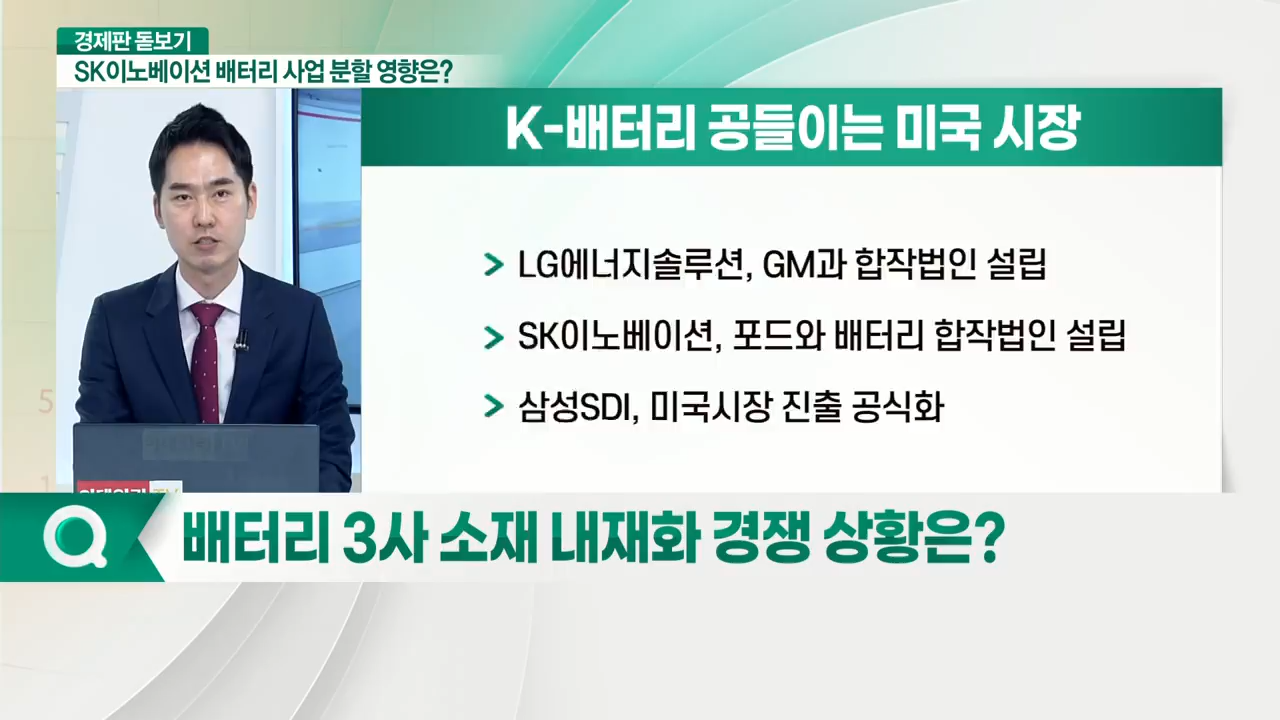 경제판 돋보기
SK이노베이션 배터리 사업 분할 영향은?
K-배터리 공들이는 미국 시장
> LG에너지솔루션, GM과 합작법인 설립
> SK이노베이션, 포드와 배터리 합작법인 설립
> 삼성SDI, 미국시장 진출 공식화
5
1
Q 배터리 3사 소재 내재화 경쟁 상황은?